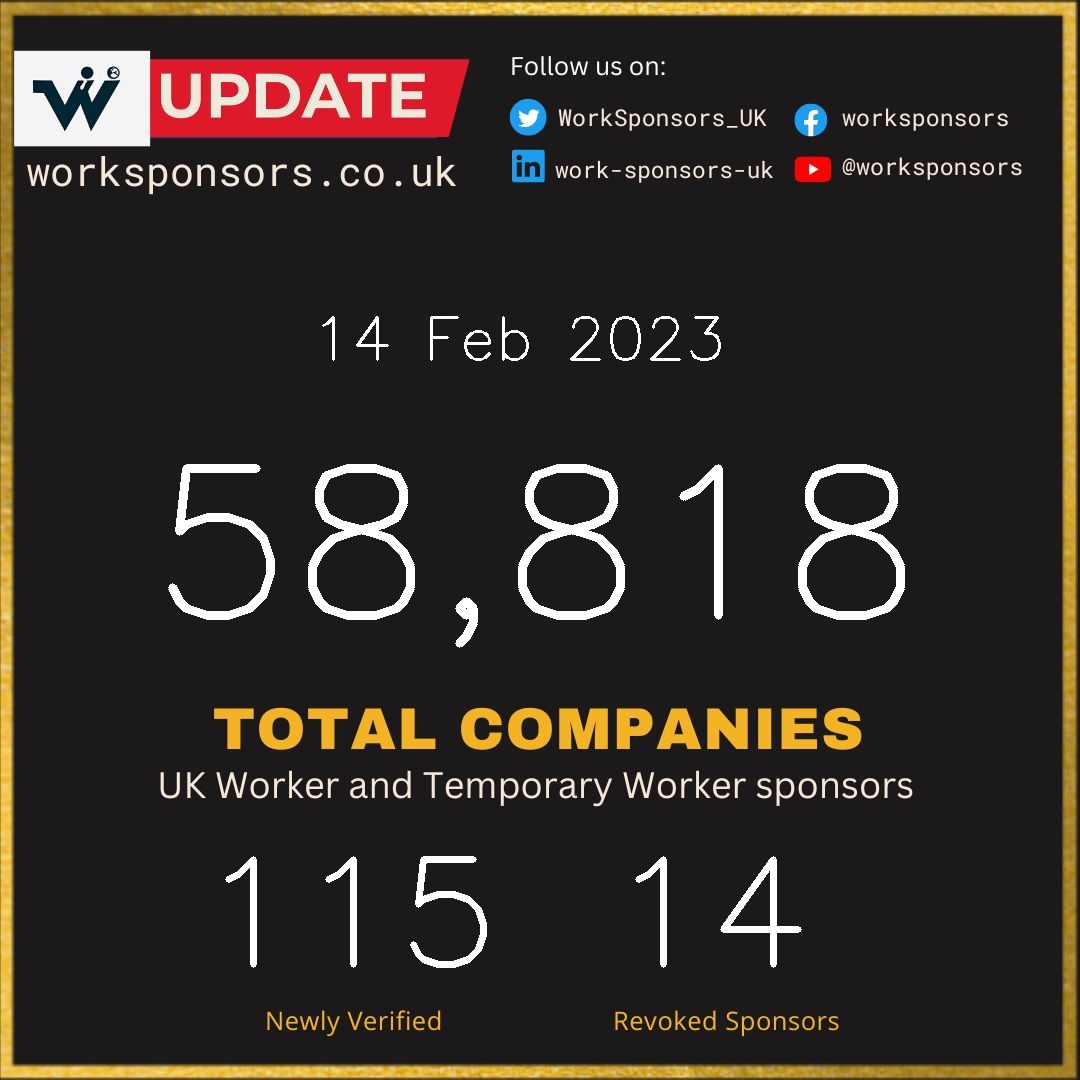 UPDATE
worksponsors.co.uk
Follow us on:
WorkSponsors_UK
worksponsors
work-sponsors-uk
@worksponsors
14 Feb 2023
58,818
TOTAL COMPANIES
UK Worker and Temporary Worker sponsors
115 14
Newly Verified Revoked Sponsors